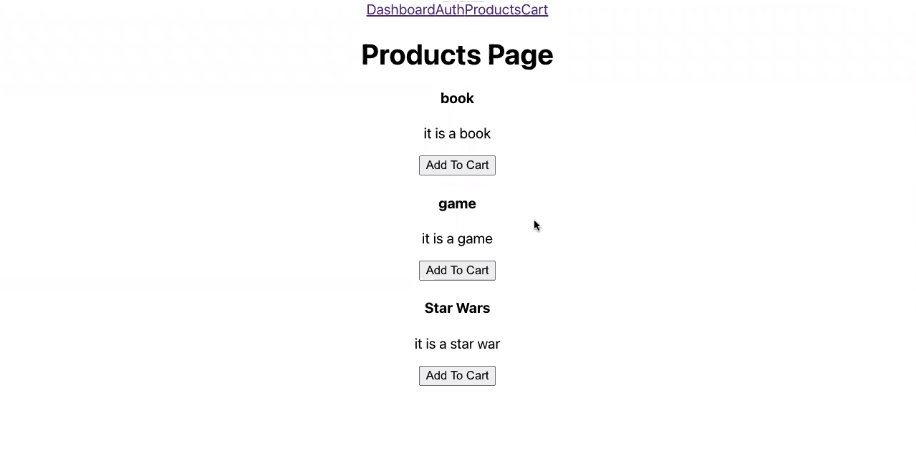 DashboardAuthProductsCart
Products Page
book
it is a book
Add To Cart
game
it is a game
Add To Cart
Star Wars
it is a star war
Add To Cart